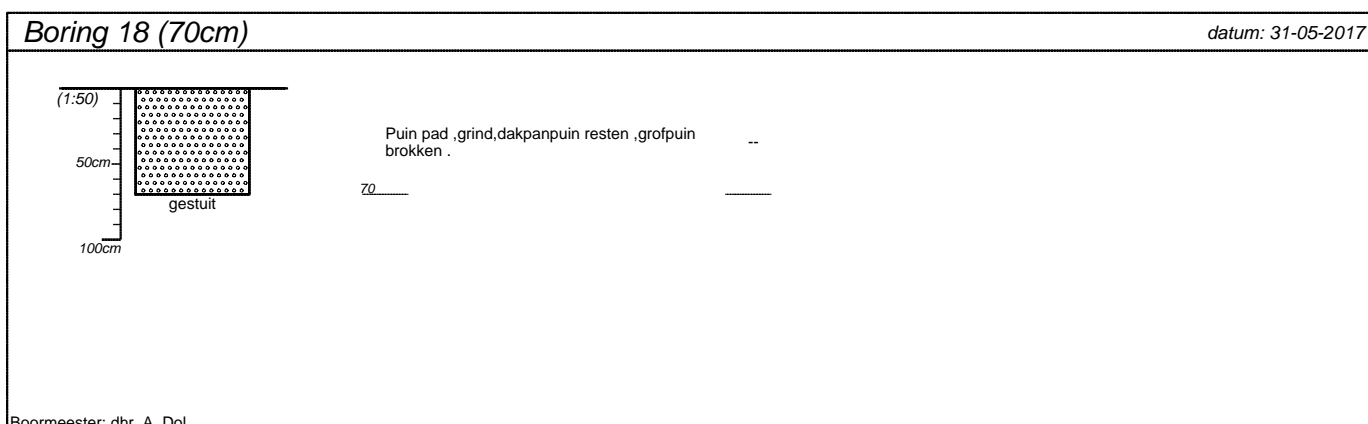 Boring 18 (70cm)
datum: 31-05-2017
(1:50)
50cm
100cm
gestuit
Puin pad ,grind,dakpanpuin resten ,grofpuin
brokken .
--
70
Boormeester: dhr. A. Dol